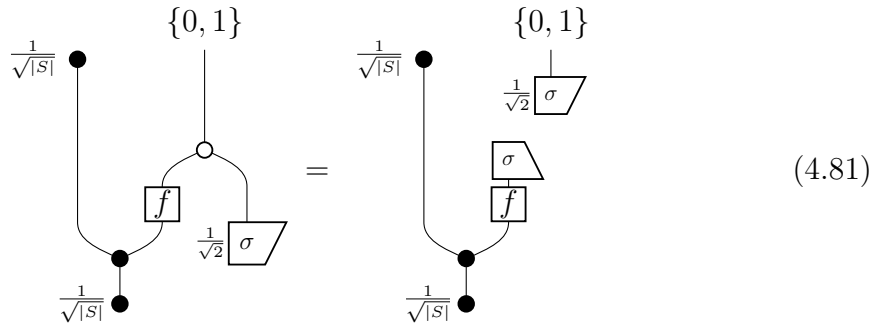 {0, 1} {0, 1}
1/√|S| 1/√|S|
1/√2 σ
σ
= (4.81)
f f
1/√2 σ
1/√|S| 1/√|S|